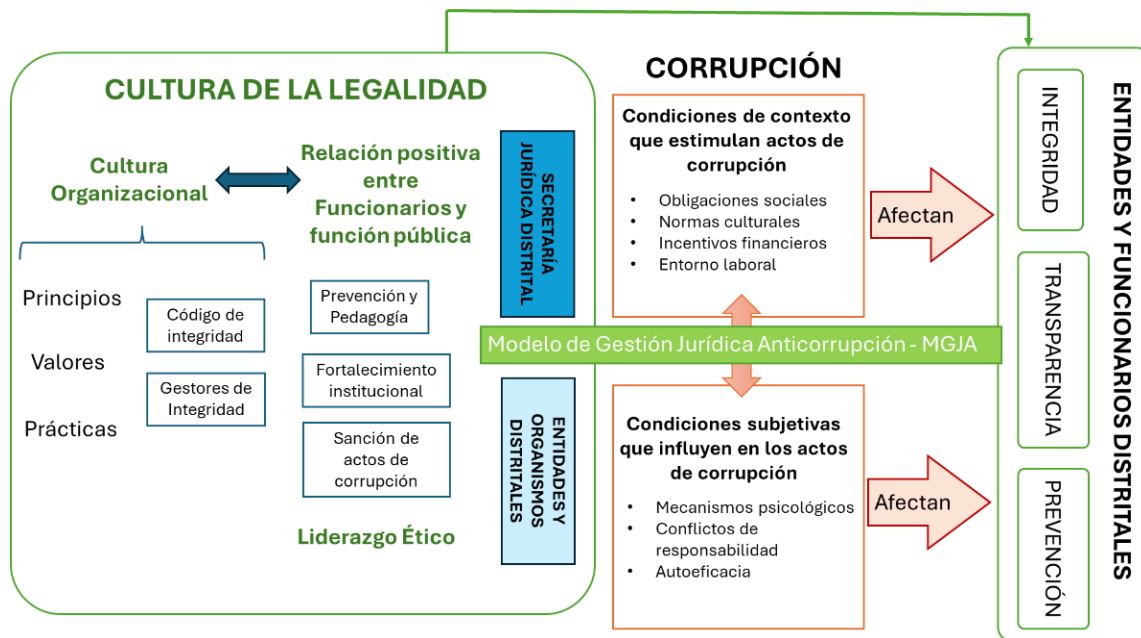 CULTURA DE LA LEGALIDAD
Cultura
Organizacional
Relación positiva
entre
Funcionarios y
función pública
Principios
Valores
Prácticas
Código de
integridad
Gestores de
Integridad
Prevención y
Pedagogía
Fortalecimiento
institucional
Sanción de
actos de
corrupción
Liderazgo Ético
SECRETARÍA
JURÍDICA DISTRITAL
ENTIDADES Y
ORGANISMOS
DISTRITALES
CORRUPCIÓN
Condiciones de contexto
que estimulan actos de
corrupción
• Obligaciones sociales
• Normas culturales
• Incentivos financieros
• Entorno laboral
Afectan
Modelo de Gestión Jurídica Anticorrupción - MGJA
Condiciones subjetivas
que influyen en los actos
de corrupción
• Mecanismos psicológicos
• Conflictos de
responsabilidad
• Autoeficacia
Afectan
INTEGRIDAD
TRANSPARENCIA
PREVENCIÓN
ENTIDADES Y FUNCIONARIOS DISTRITALES